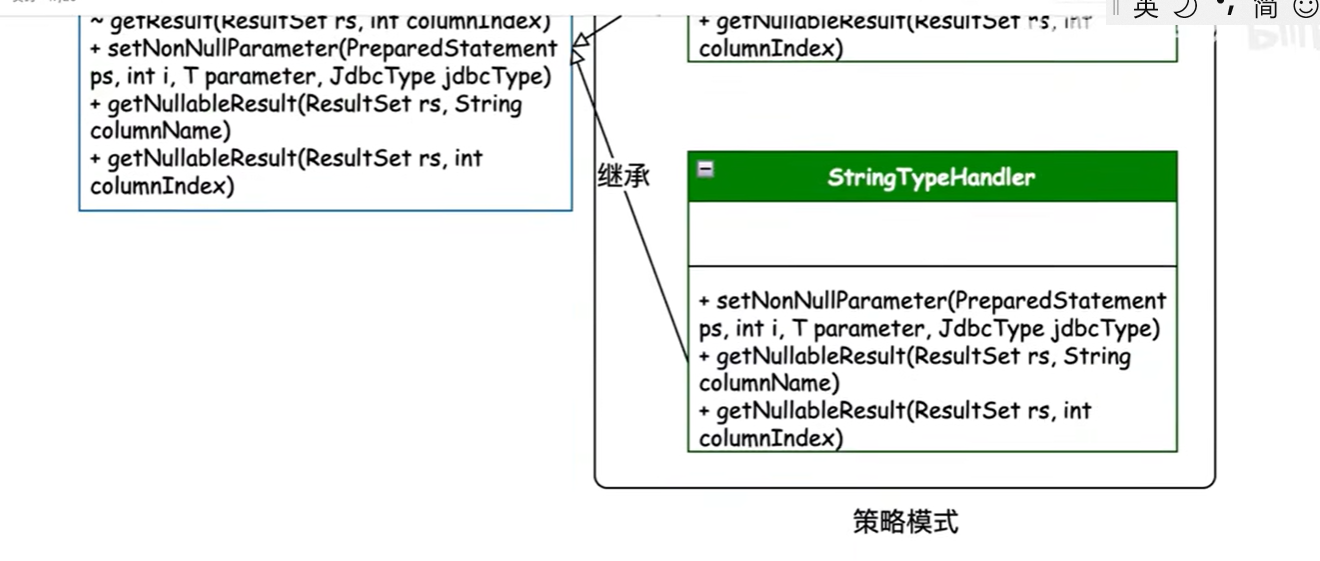 ~ getResult(ResultSet rs, int columnIndex)
+ setNonNullParameter(PreparedStatement
ps, int i, T parameter, JdbcType jdbcType)
+ getNullableResult(ResultSet rs, String
columnName)
+ getNullableResult(ResultSet rs, int
columnIndex)
继承
+ getNullableResult(ResultSet rs, int
columnIndex)
StringTypeHandler
+ setNonNullParameter(PreparedStatement
ps, int i, T parameter, JdbcType jdbcType)
+ getNullableResult(ResultSet rs, String
columnName)
+ getNullableResult(ResultSet rs, int
columnIndex)
策略模式
英 简